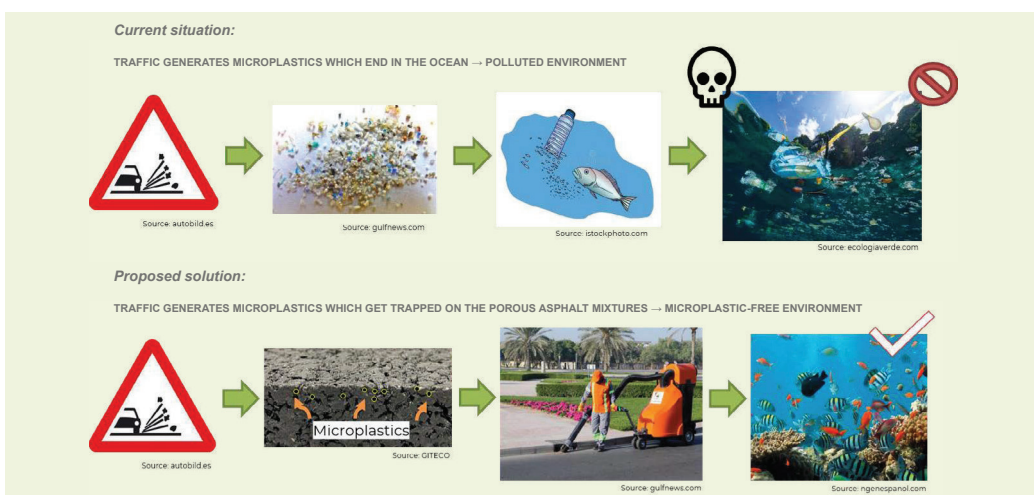 Current situation:
TRAFFIC GENERATES MICROPLASTICS WHICH END IN THE OCEAN → POLLUTED ENVIRONMENT
Source: autobild.es
Source: gulfnews.com
Source: istockphoto.com
Source: ecologiaverde.com
Proposed solution:
TRAFFIC GENERATES MICROPLASTICS WHICH GET TRAPPED ON THE POROUS ASPHALT MIXTURES → MICROPLASTIC-FREE ENVIRONMENT
Microplastics
Source: autobild.es
Source: GITECO
Source: gulfnews.com
Source: ngenespanol.com